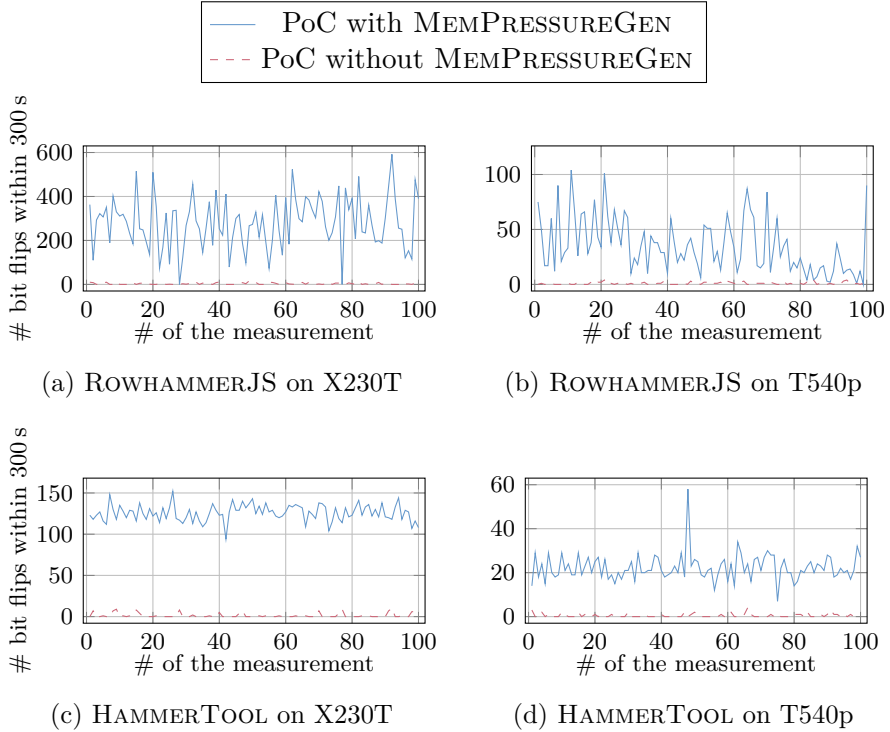 PoC with MEMPRESSUREGEN
PoC without MEMPRESSUREGEN
# bit flips within 300 s
600
400
200
0
0 20 40 60 80 100
# of the measurement
(a) ROWHAMMERJS on X230T
100
50
0
0 20 40 60 80 100
# of the measurement
(b) ROWHAMMERJS on T540p
# bit flips within 300 s
150
100
50
0
0 20 40 60 80 100
# of the measurement
(c) HAMMERTOOL on X230T
60
40
20
0
0 20 40 60 80 100
# of the measurement
(d) HAMMERTOOL on T540p